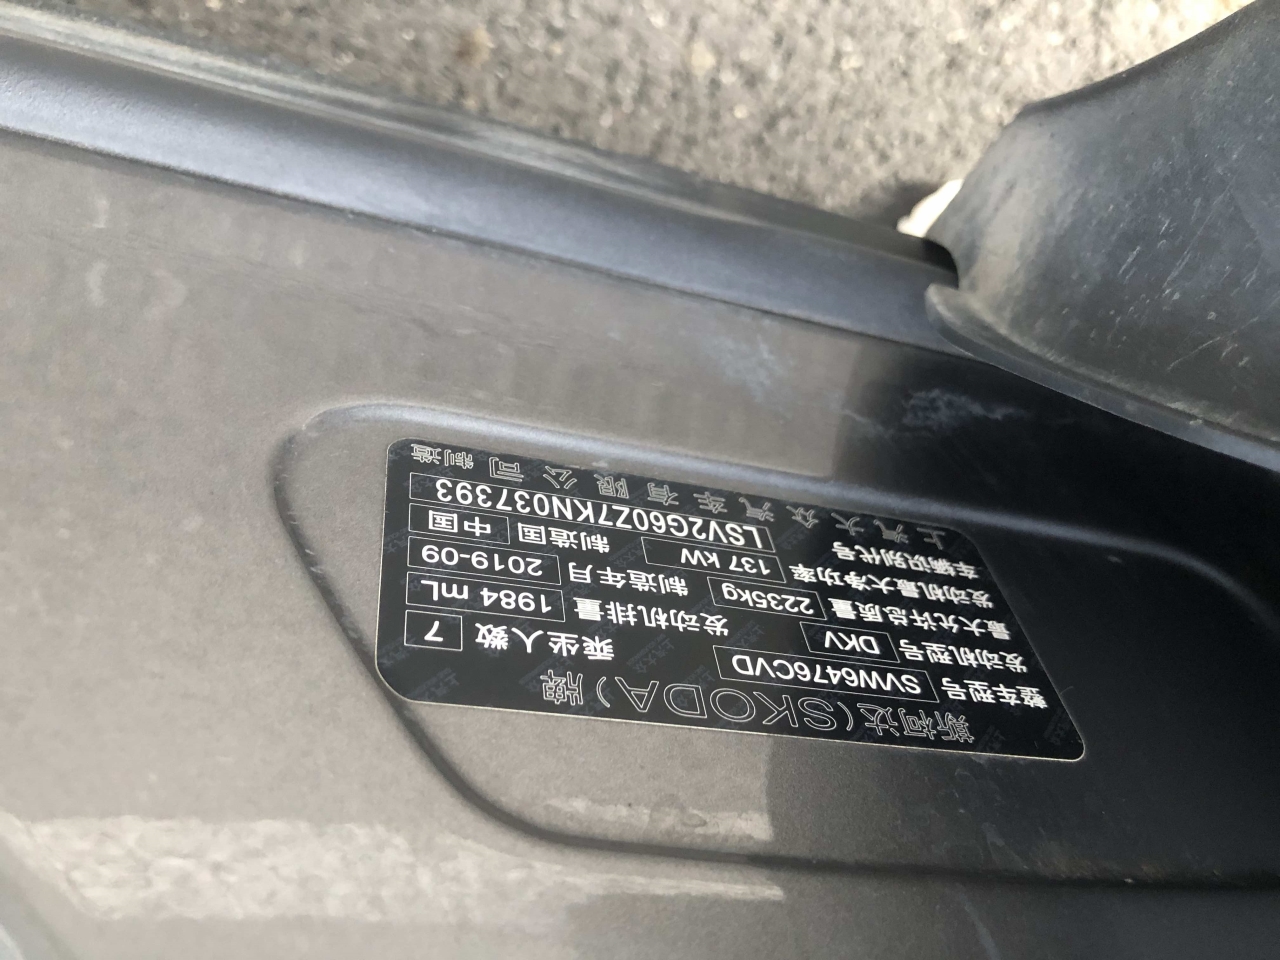 斯柯达(SKODA)牌
整车型号 SVW6476CVD 乘坐人数 7
发动机型号 DKV 发动机排量 1984 mL
最大允许总质量 2235kg 制造年月 2019-09
发动机最大净功率 137 kW 制造国 中国
车辆识别代号 LSV2G60Z7KN037393
上汽大众汽车有限公司 制造